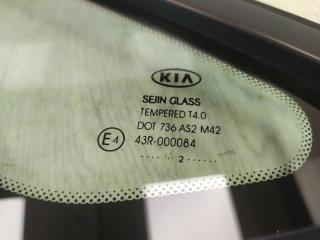 KIA
SEJIN GLASS
TEMPERED T4.0
DOT 736 AS2 M42
E4 43R-000084
..... 2 ......